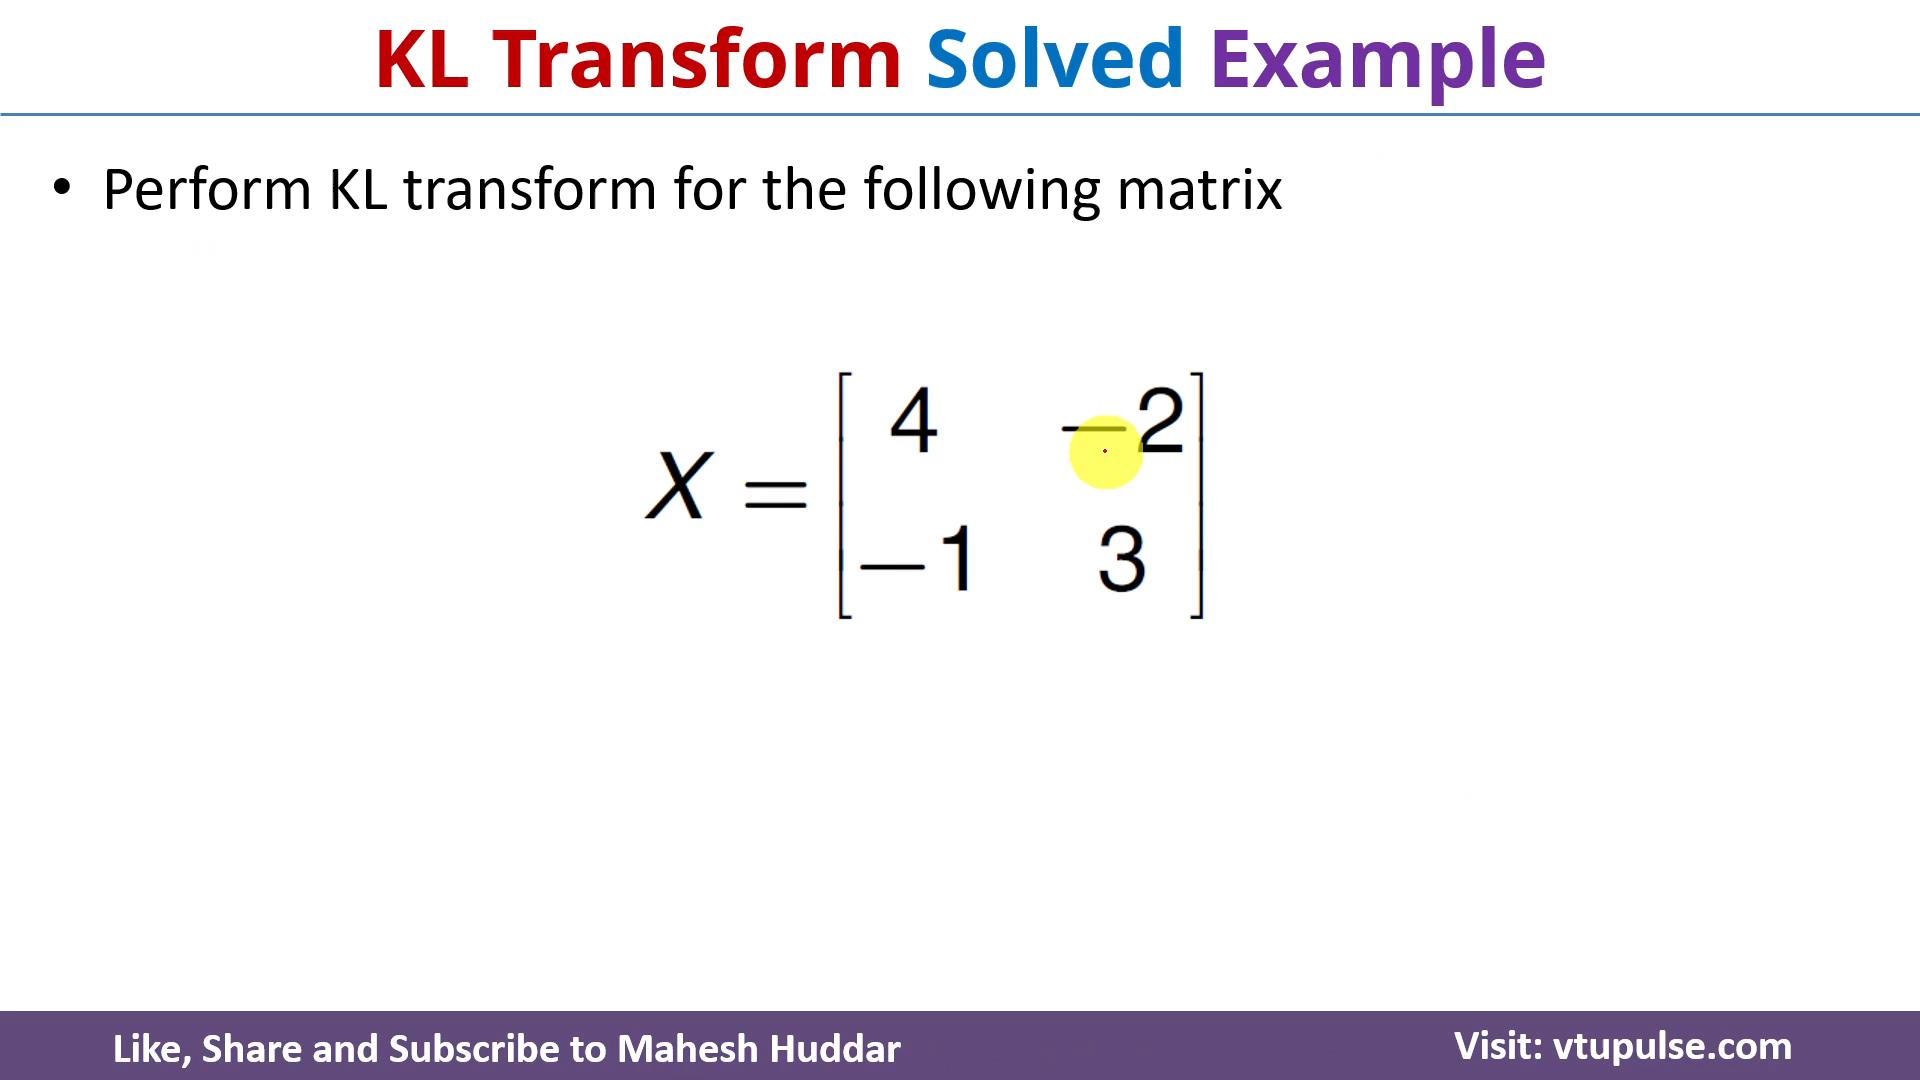 KL Transform Solved Example
• Perform KL transform for the following matrix
X = [ 4 −2
−1 3 ]
Like, Share and Subscribe to Mahesh Huddar
Visit: vtupulse.com